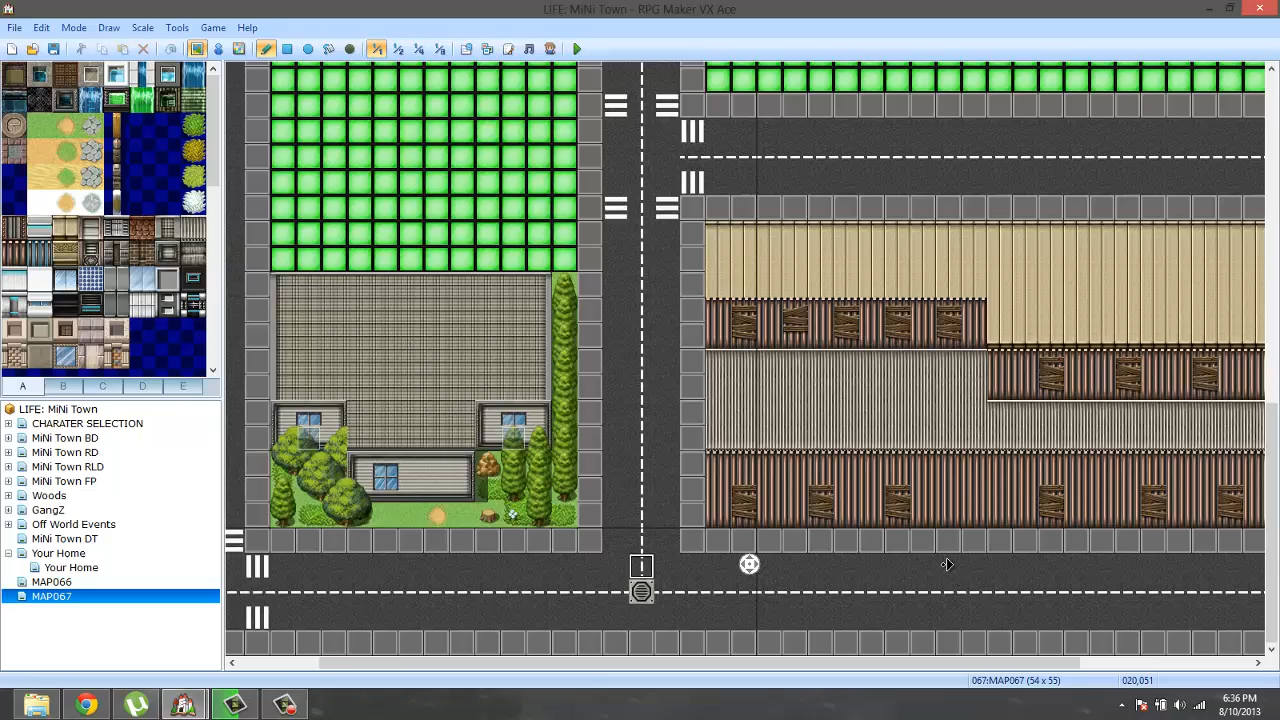 LIFE: MiNi Town - RPG Maker VX Ace
File Edit Mode Draw Scale Tools Game Help
A B C D E
LIFE: MiNi Town
CHARATER SELECTION
MiNi Town BD
MiNi Town RD
MiNi Town RLD
MiNi Town FP
Woods
GangZ
Off World Events
MiNi Town DT
Your Home
Your Home
MAP066
MAP067
067:MAP067 (54 x 55) 020,051
6:36 PM
8/10/2013